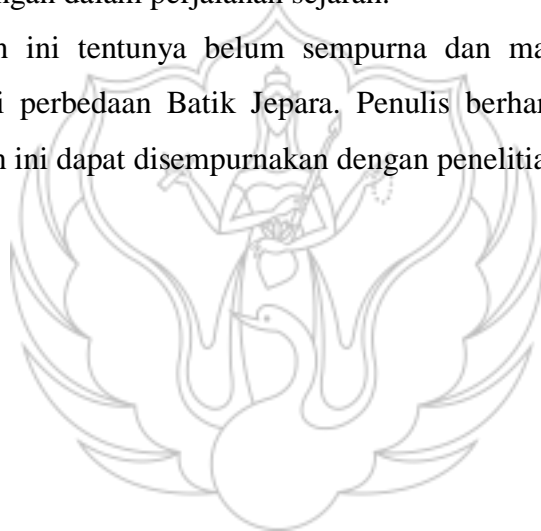 ngan dalam perjalanan sejarah.
n ini tentunya belum sempurna dan ma
i perbedaan Batik Jepara. Penulis berhar
n ini dapat disempurnakan dengan penelitia